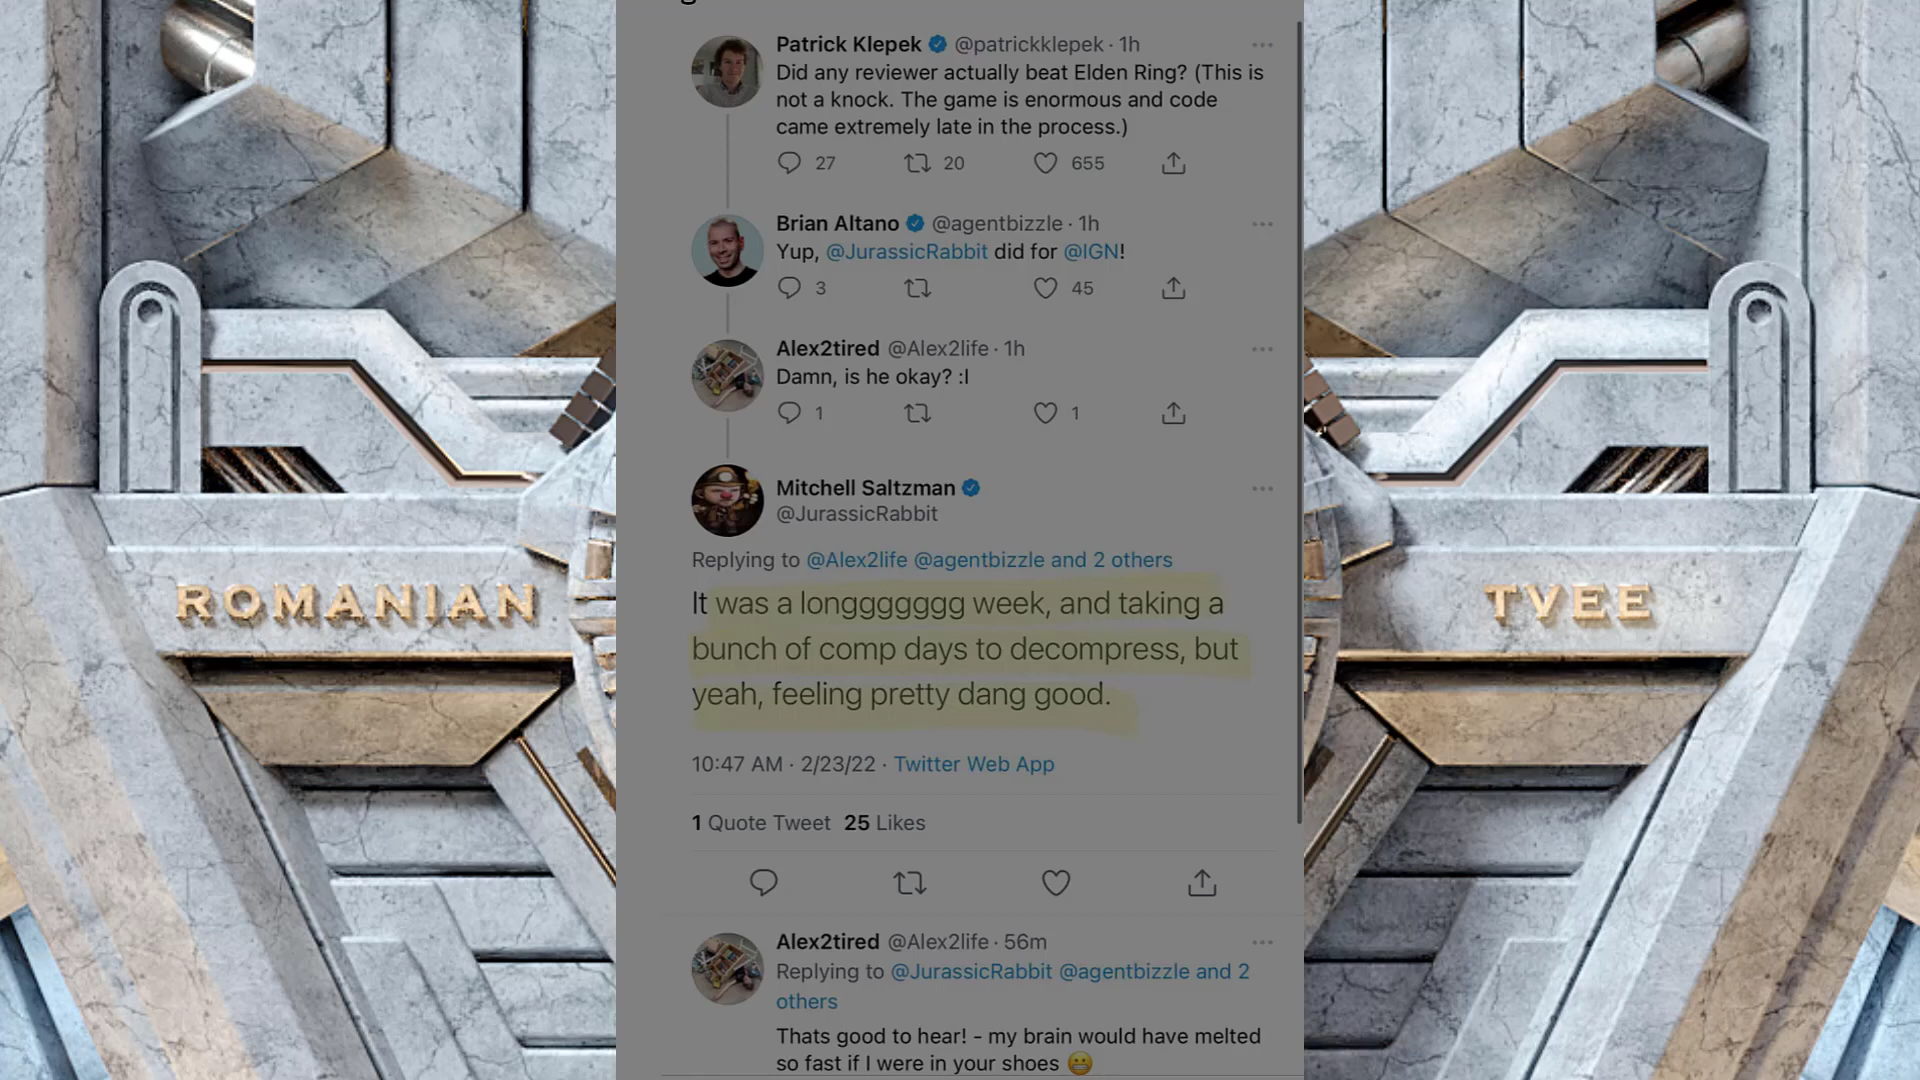 Patrick Klepek @patrickklepek · 1h
Did any reviewer actually beat Elden Ring? (This is
not a knock. The game is enormous and code
came extremely late in the process.)
27 20 655
Brian Altano @agentbizzle · 1h
Yup, @JurassicRabbit did for @IGN!
3 45
Alex2tired @Alex2life · 1h
Damn, is he okay? :l
1 1
Mitchell Saltzman
@JurassicRabbit
Replying to @Alex2life @agentbizzle and 2 others
It was a longggggg week, and taking a
bunch of comp days to decompress, but
yeah, feeling pretty dang good.
10:47 AM · 2/23/22 · Twitter Web App
1 Quote Tweet 25 Likes
Alex2tired @Alex2life · 56m
Replying to @JurassicRabbit @agentbizzle and 2
others
Thats good to hear! - my brain would have melted
so fast if I were in your shoes 😬
ROMANIAN
TVEE